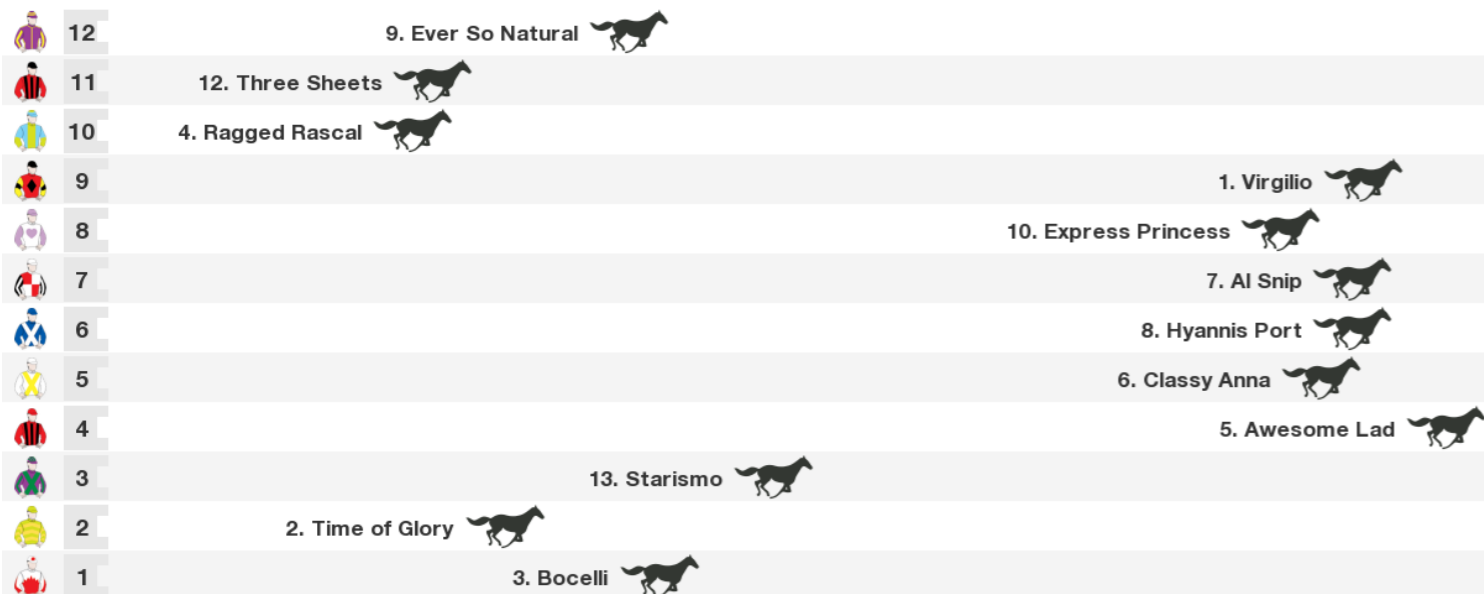 12 9. Ever So Natural
11 12. Three Sheets
10 4. Ragged Rascal
9 1. Virgilio
8 10. Express Princess
7 7. Al Snip
6 8. Hyannis Port
5 6. Classy Anna
4 5. Awesome Lad
3 13. Starismo
2 2. Time of Glory
1 3. Bocelli